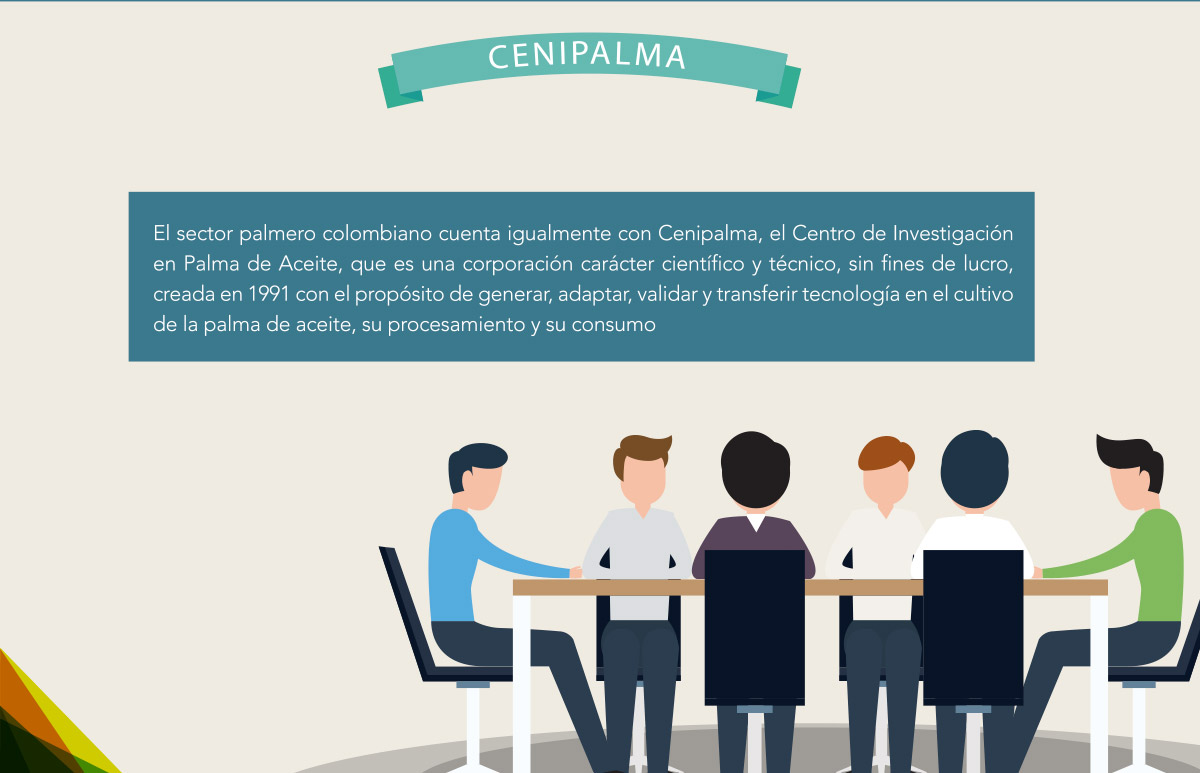 CENIPALMA
El sector palmero colombiano cuenta igualmente con Cenipalma, el Centro de Investigación
en Palma de Aceite, que es una corporación carácter científico y técnico, sin fines de lucro,
creada en 1991 con el propósito de generar, adaptar, validar y transferir tecnología en el cultivo
de la palma de aceite, su procesamiento y su consumo